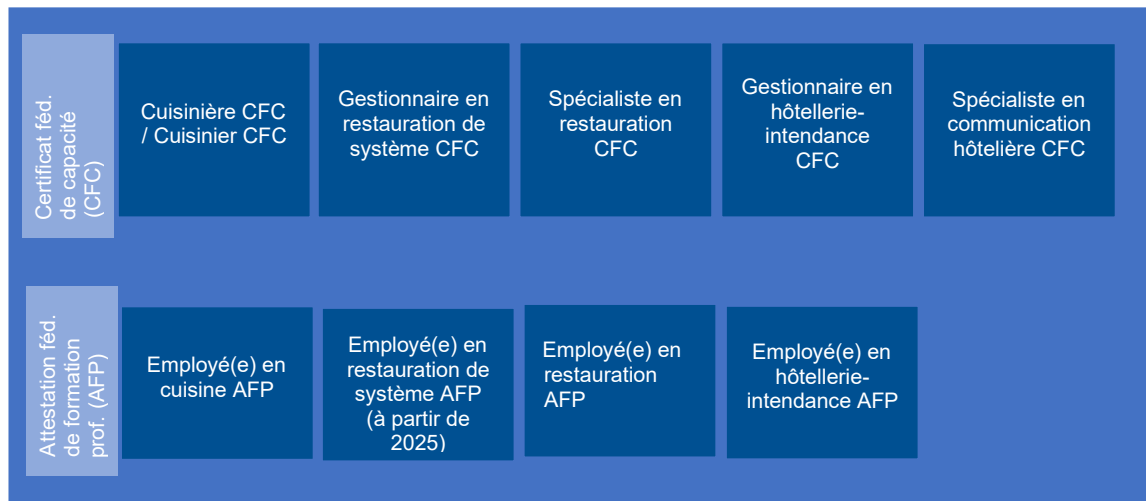 Certificat féd.
de capacité
(CFC)
Cuisinière CFC
/ Cuisinier CFC
Gestionnaire en
restauration de
système CFC
Spécialiste en
restauration
CFC
Gestionnaire en
hôtellerie-
intendance
CFC
Spécialiste en
communication
hôtelière CFC
Attestation féd.
de formation
prof. (AFP)
Employé(e) en
cuisine AFP
Employé(e) en
restauration de
système AFP
(à partir de
2025)
Employé(e) en
restauration
AFP
Employé(e) en
hôtellerie-
intendance AFP